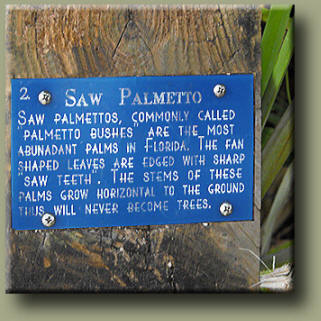 2. Saw Palmetto
Saw palmettos, commonly called
"palmetto bushes" are the most
abunadant palms in Florida. The fan
shaped leaves are edged with sharp
"saw teeth". The stems of these
palms grow horizontal to the ground
thus will never become trees.